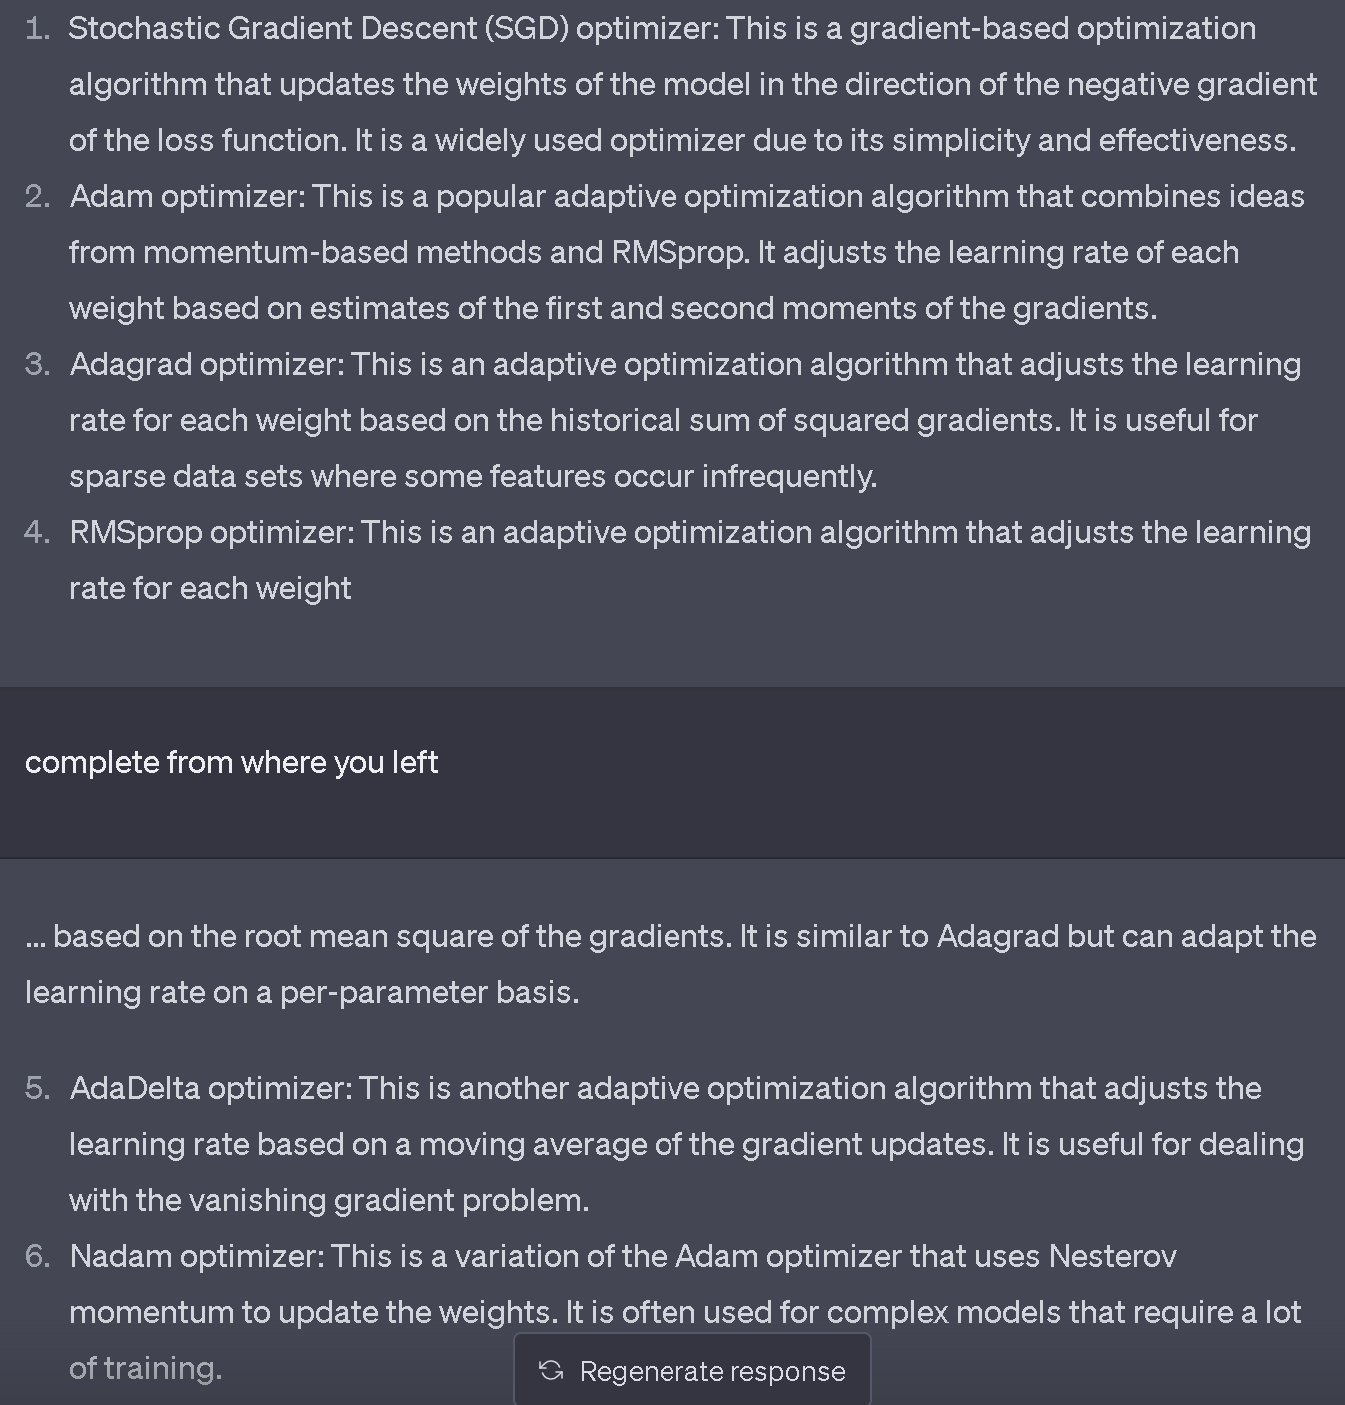 1. Stochastic Gradient Descent (SGD) optimizer: This is a gradient-based optimization
algorithm that updates the weights of the model in the direction of the negative gradient
of the loss function. It is a widely used optimizer due to its simplicity and effectiveness.
2. Adam optimizer: This is a popular adaptive optimization algorithm that combines ideas
from momentum-based methods and RMSprop. It adjusts the learning rate of each
weight based on estimates of the first and second moments of the gradients.
3. Adagrad optimizer: This is an adaptive optimization algorithm that adjusts the learning
rate for each weight based on the historical sum of squared gradients. It is useful for
sparse data sets where some features occur infrequently.
4. RMSprop optimizer: This is an adaptive optimization algorithm that adjusts the learning
rate for each weight
complete from where you left
... based on the root mean square of the gradients. It is similar to Adagrad but can adapt the
learning rate on a per-parameter basis.
5. AdaDelta optimizer: This is another adaptive optimization algorithm that adjusts the
learning rate based on a moving average of the gradient updates. It is useful for dealing
with the vanishing gradient problem.
6. Nadam optimizer: This is a variation of the Adam optimizer that uses Nesterov
momentum to update the weights. It is often used for complex models that require a lot
of training.
Regenerate response